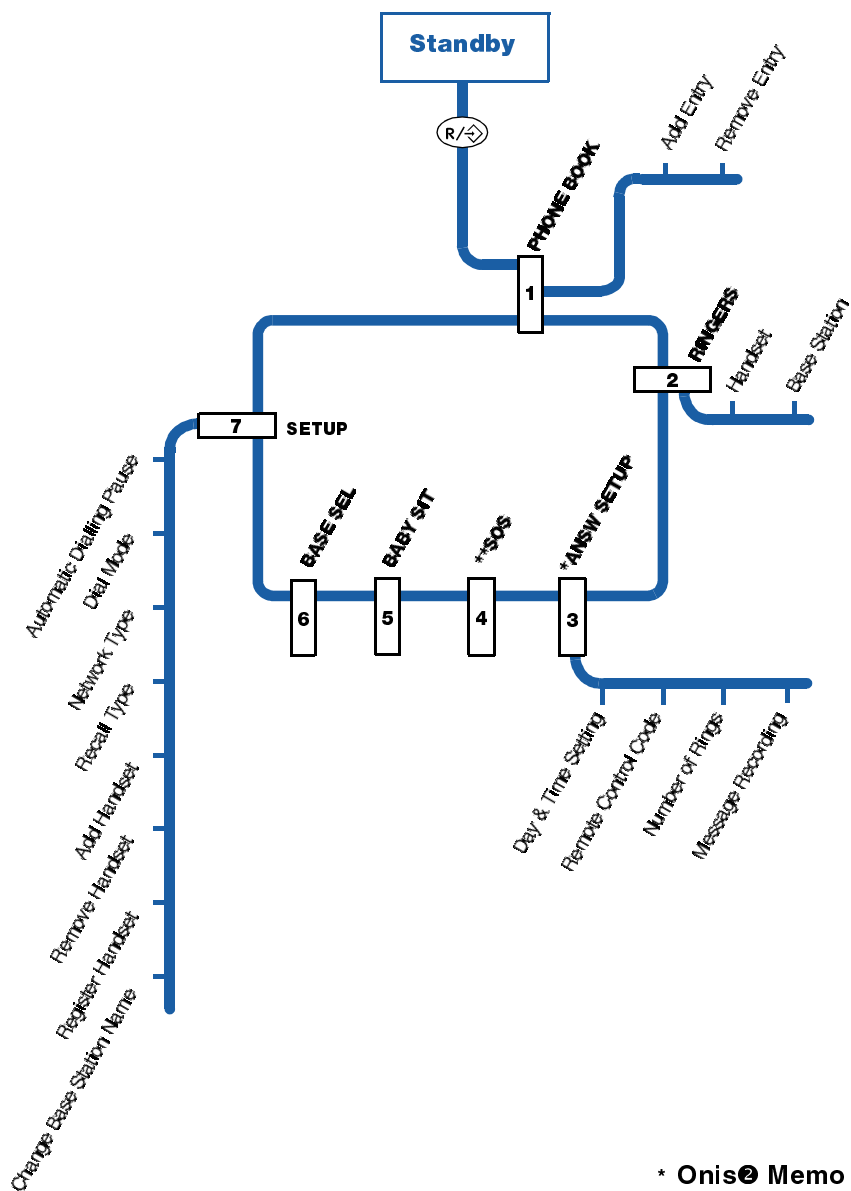 Standby
R/
PHONE BOOK
1
Add Entry
Remove Entry
RINGERS
2
Handset
Base Station
*ANSW SETUP
3
Day & Time Setting
Remote Control Code
Number of Rings
Message Recording
**SOS
4
BABY SIT
5
BASE SEL
6
7
SETUP
Automatic Dialling Pause
Dial Mode
Network Type
Recall Type
Add Handset
Remove Handset
Register Handset
Change Base Station Name
* Onis❷ Memo